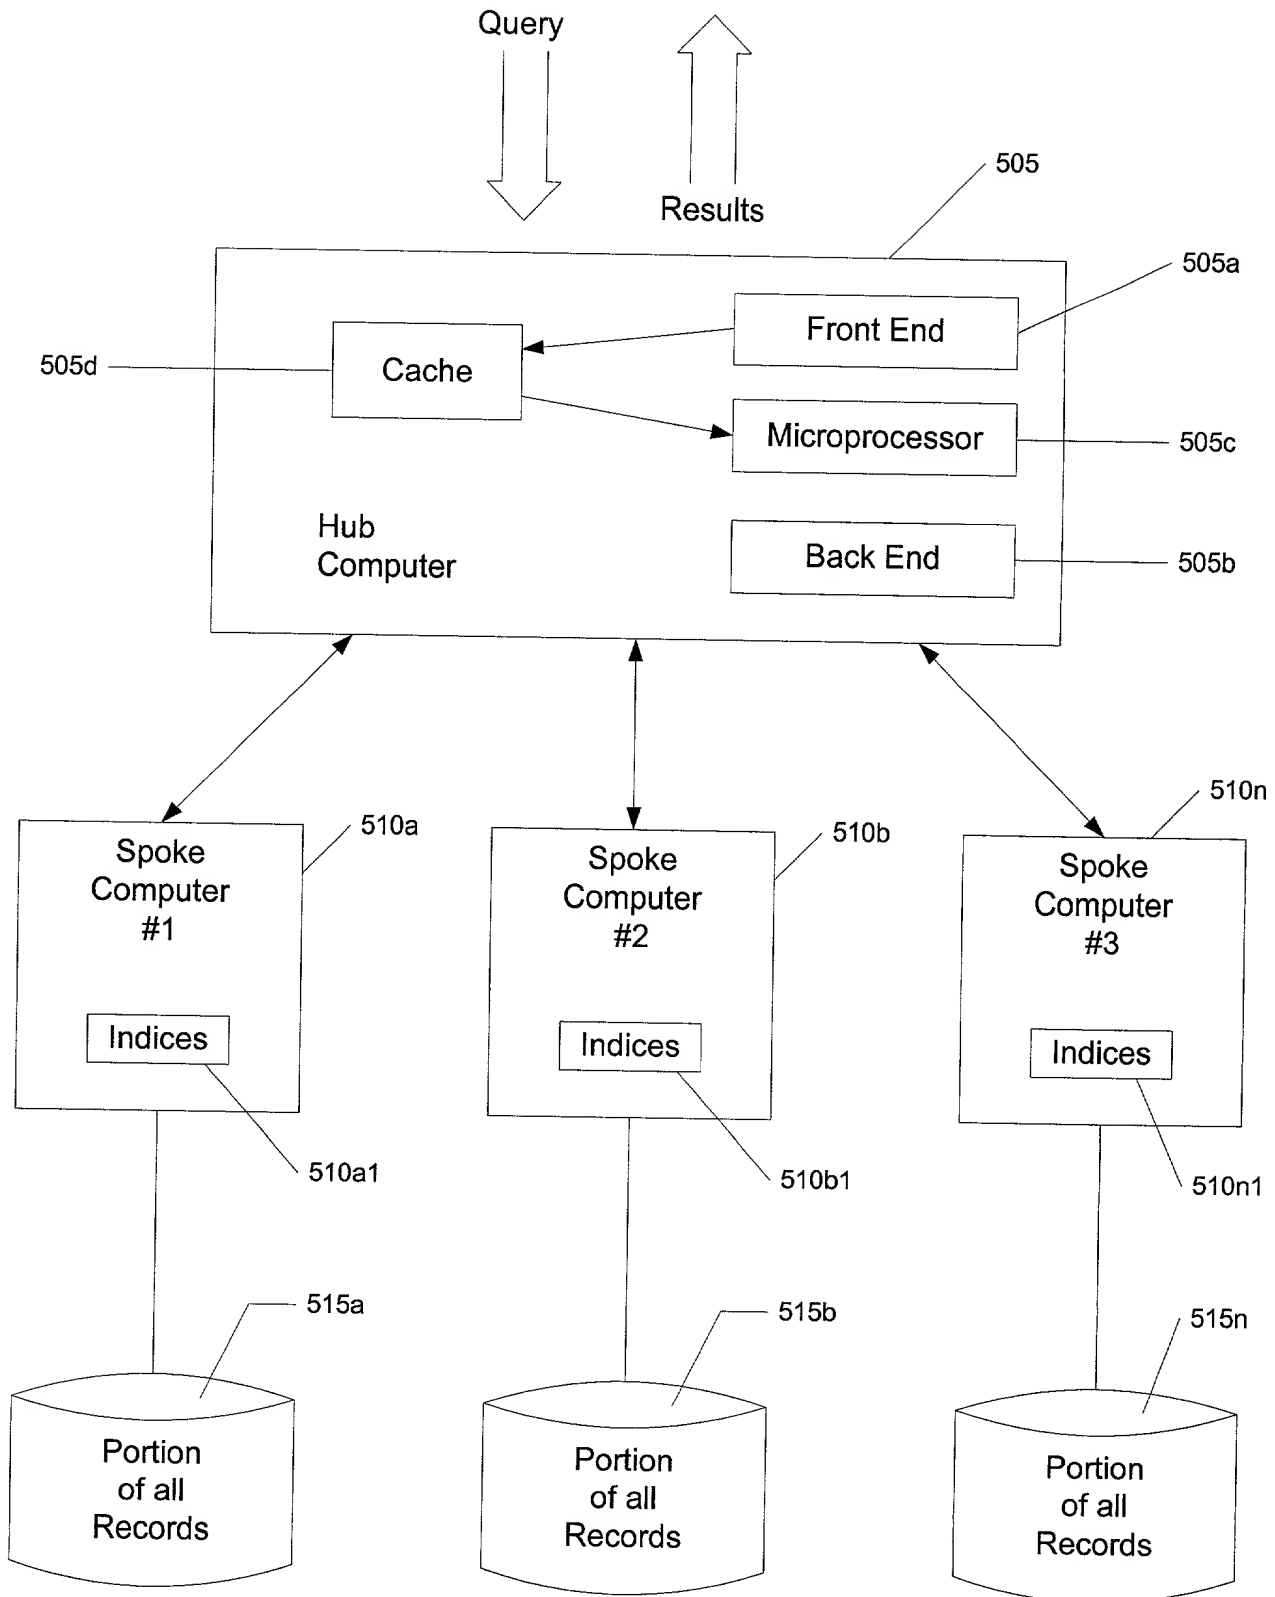 Query
Results
505
505a
Front End
505d
Cache
Microprocessor
505c
Hub
Computer
Back End
505b
510n
510a
510b
Spoke
Computer
#1
Spoke
Computer
#2
Spoke
Computer
#3
Indices
Indices
Indices
510a1
510b1
510n1
515a
515b
515n
Portion
of all
Records
Portion
of all
Records
Portion
of all
Records